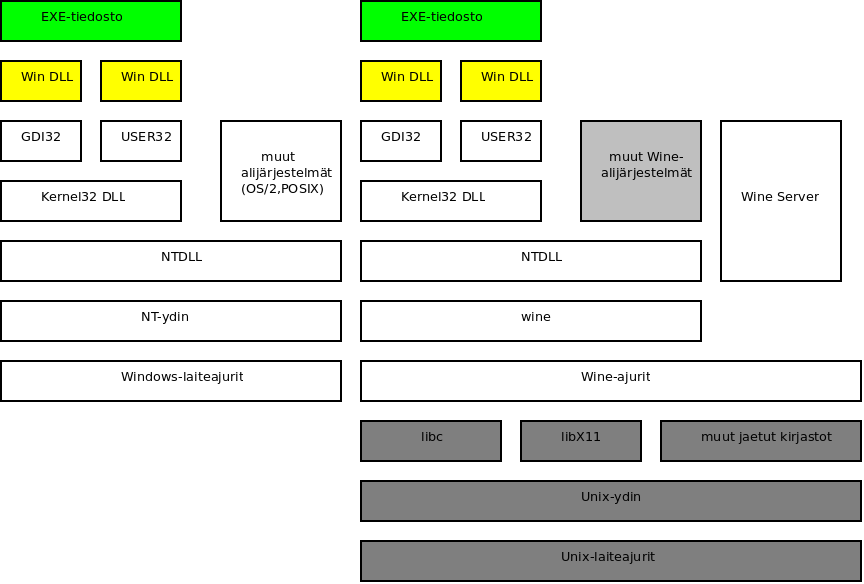 EXE-tiedosto
EXE-tiedosto
Win DLL
Win DLL
Win DLL
Win DLL
GDI32
USER32
muut
alijärjestelmät
(OS/2,POSIX)
GDI32
USER32
muut Wine-
alijärjestelmät
Wine Server
Kernel32 DLL
Kernel32 DLL
NTDLL
NTDLL
NT-ydin
wine
Windows-laiteajurit
Wine-ajurit
libc
libX11
muut jaetut kirjastot
Unix-ydin
Unix-laiteajurit